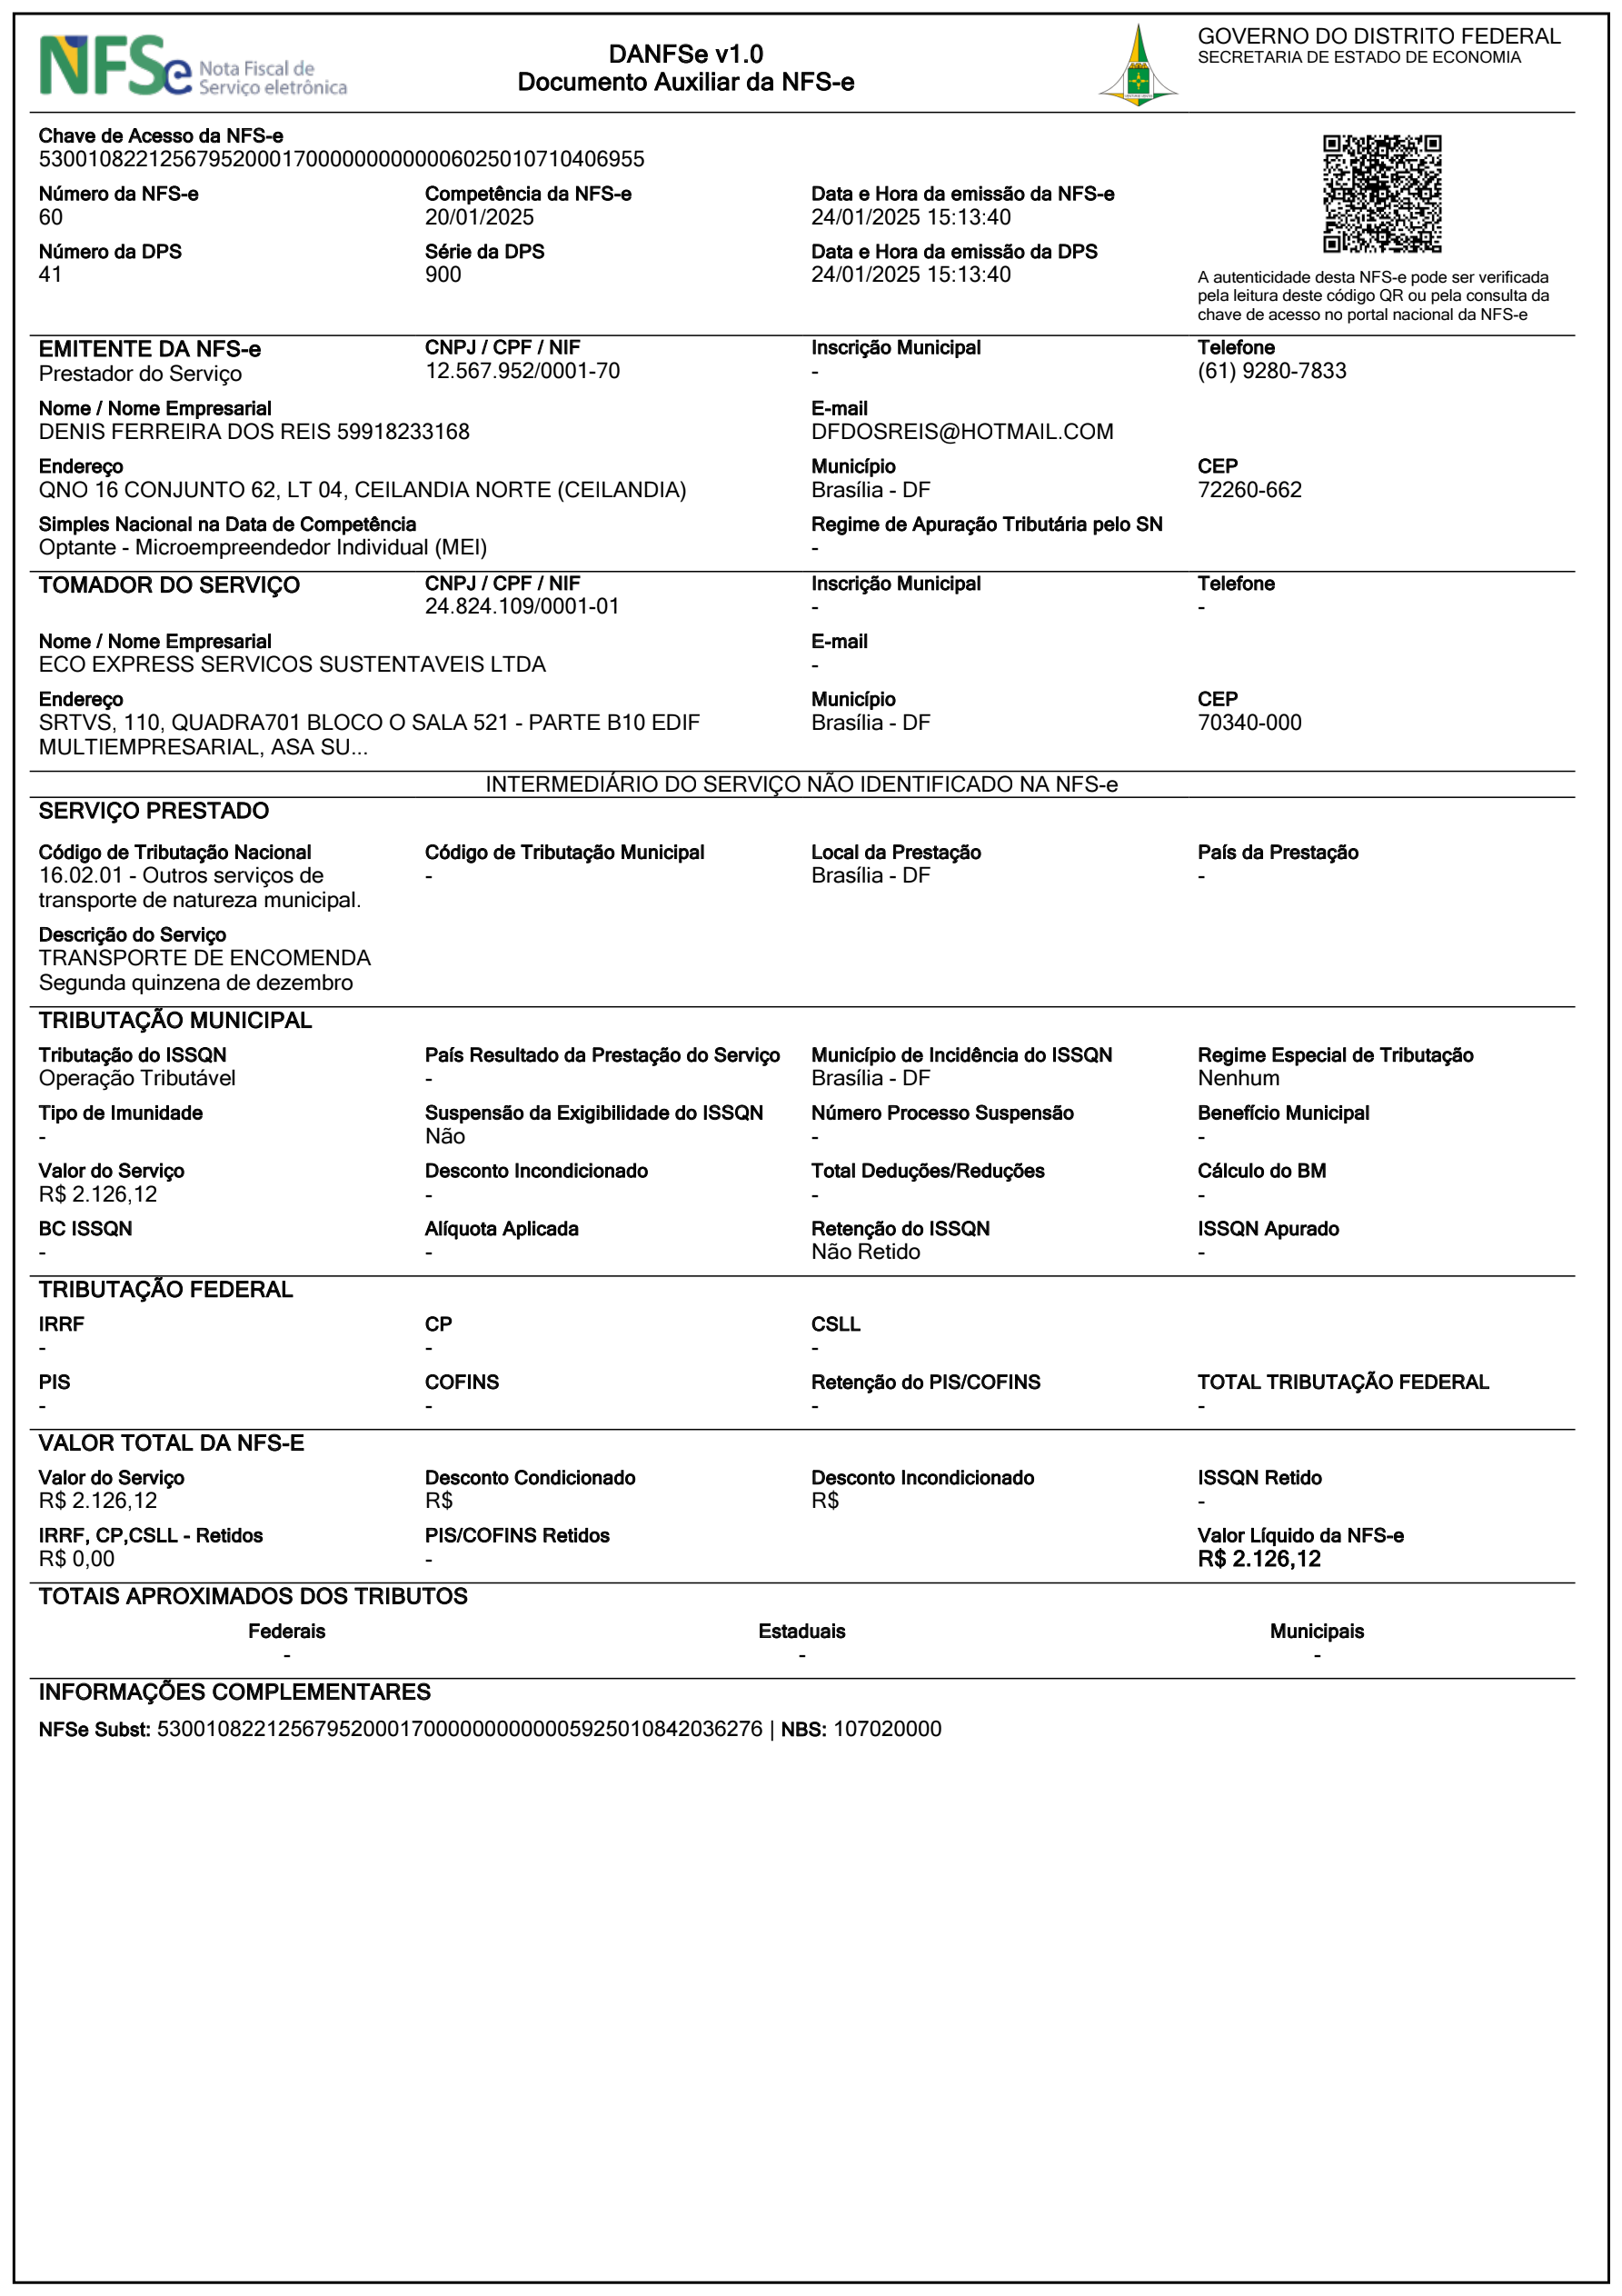 NFSe Nota Fiscal de
Serviço eletrônica
DANFSe v1.0
Documento Auxiliar da NFS-e
GOVERNO DO DISTRITO FEDERAL
SECRETARIA DE ESTADO DE ECONOMIA
Chave de Acesso da NFS-e
53001082212567952000170000000000006025010710406955
Número da NFS-e Competência da NFS-e Data e Hora da emissão da NFS-e
60 20/01/2025 24/01/2025 15:13:40
Número da DPS Série da DPS Data e Hora da emissão da DPS
41 900 24/01/2025 15:13:40
A autenticidade desta NFS-e pode ser verificada
pela leitura deste código QR ou pela consulta da
chave de acesso no portal nacional da NFS-e
EMITENTE DA NFS-e CNPJ / CPF / NIF Inscrição Municipal Telefone
Prestador do Serviço 12.567.952/0001-70 - (61) 9280-7833
Nome / Nome Empresarial E-mail
DENIS FERREIRA DOS REIS 59918233168 DFDOSREIS@HOTMAIL.COM
Endereço Município CEP
QNO 16 CONJUNTO 62, LT 04, CEILANDIA NORTE (CEILANDIA) Brasília - DF 72260-662
Simples Nacional na Data de Competência Regime de Apuração Tributária pelo SN
Optante - Microempreendedor Individual (MEI) -
TOMADOR DO SERVIÇO CNPJ / CPF / NIF Inscrição Municipal Telefone
24.824.109/0001-01 - -
Nome / Nome Empresarial E-mail
ECO EXPRESS SERVICOS SUSTENTAVEIS LTDA -
Endereço Município CEP
SRTVS, 110, QUADRA701 BLOCO O SALA 521 - PARTE B10 EDIF Brasília - DF 70340-000
MULTIEMPRESARIAL, ASA SU...
INTERMEDIÁRIO DO SERVIÇO NÃO IDENTIFICADO NA NFS-e
SERVIÇO PRESTADO
Código de Tributação Nacional Código de Tributação Municipal Local da Prestação País da Prestação
16.02.01 - Outros serviços de - Brasília - DF -
transporte de natureza municipal.
Descrição do Serviço
TRANSPORTE DE ENCOMENDA
Segunda quinzena de dezembro
TRIBUTAÇÃO MUNICIPAL
Tributação do ISSQN País Resultado da Prestação do Serviço Município de Incidência do ISSQN Regime Especial de Tributação
Operação Tributável - Brasília - DF Nenhum
Tipo de Imunidade Suspensão da Exigibilidade do ISSQN Número Processo Suspensão Benefício Municipal
- Não - -
Valor do Serviço Desconto Incondicionado Total Deduções/Reduções Cálculo do BM
R$ 2.126,12 - - -
BC ISSQN Alíquota Aplicada Retenção do ISSQN ISSQN Apurado
- - Não Retido -
TRIBUTAÇÃO FEDERAL
IRRF CP CSLL
- - -
PIS COFINS Retenção do PIS/COFINS TOTAL TRIBUTAÇÃO FEDERAL
- - - -
VALOR TOTAL DA NFS-E
Valor do Serviço Desconto Condicionado Desconto Incondicionado ISSQN Retido
R$ 2.126,12 R$ R$ -
IRRF, CP,CSLL - Retidos PIS/COFINS Retidos Valor Líquido da NFS-e
R$ 0,00 - R$ 2.126,12
TOTAIS APROXIMADOS DOS TRIBUTOS
Federais Estaduais Municipais
- - -
INFORMAÇÕES COMPLEMENTARES
NFSe Subst: 53001082212567952000170000000000005925010842036276 | NBS: 107020000